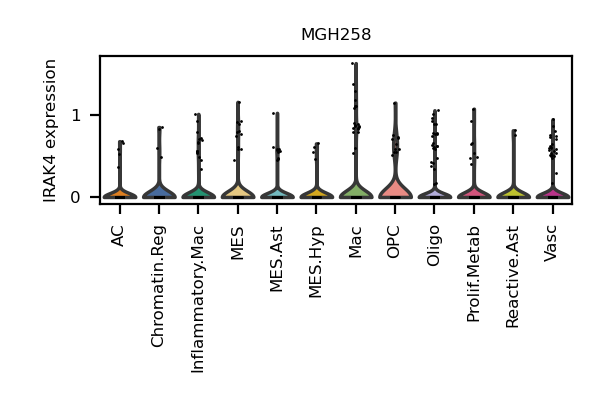 MGH258
IRAK4 expression
1
0
AC
Chromatin.Reg
Inflammatory.Mac
MES
MES.Ast
MES.Hyp
Mac
OPC
Oligo
Prolif.Metab
Reactive.Ast
Vasc